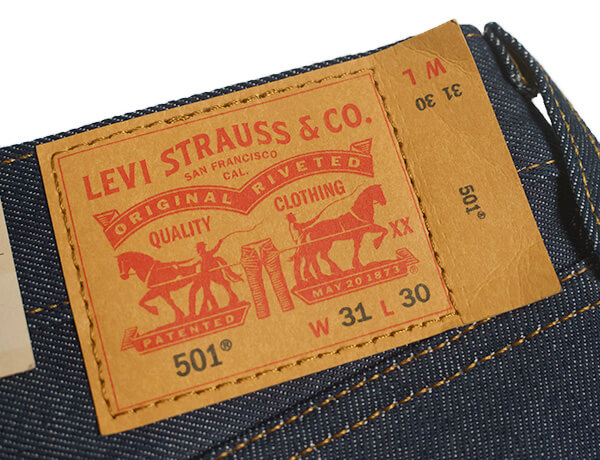 LEVI STRAUSS & CO.
SAN FRANCISCO
CAL.
ORIGINAL RIVETED
QUALITY CLOTHING
XX
PATENTED MAY 20 1873
®
501® W 31 L 30
W L
31 30
501®